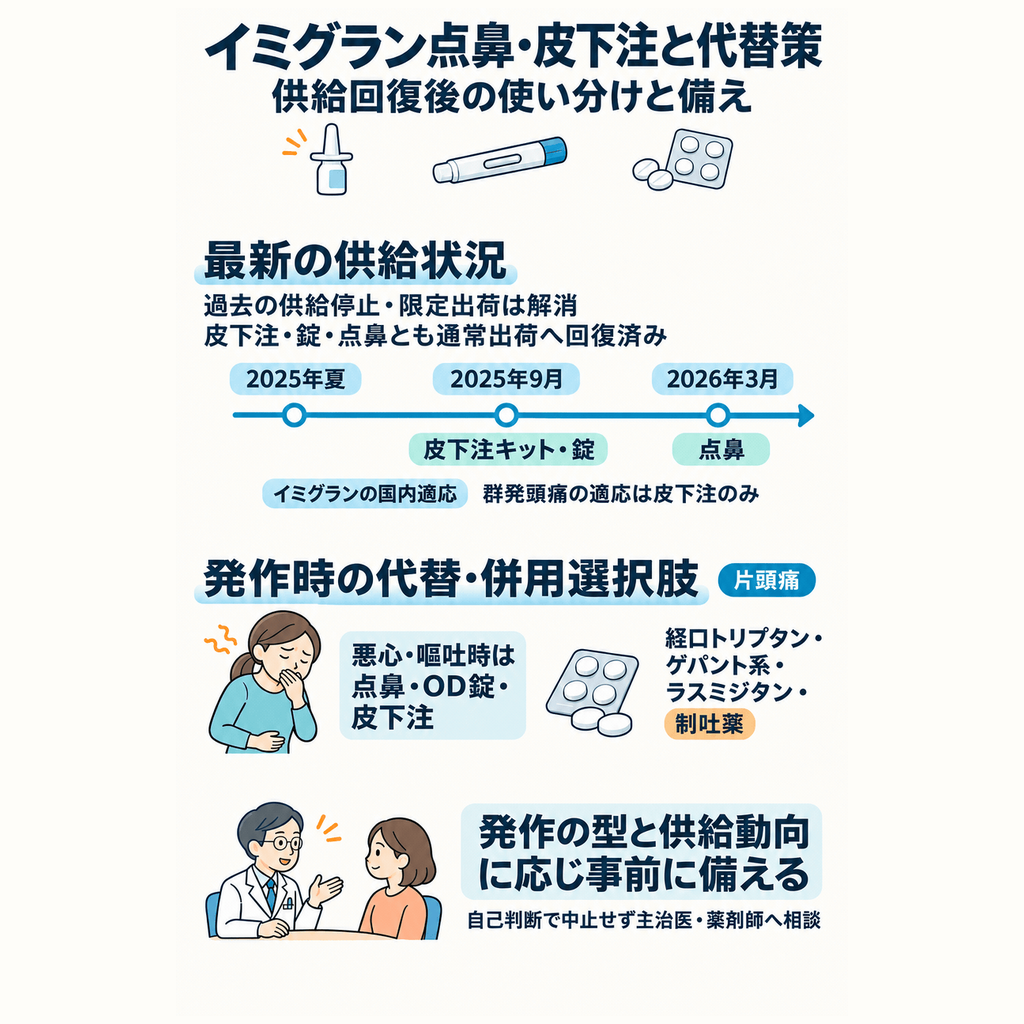 イミグラン点鼻・皮下注と代替策
供給回復後の使い分けと備え
最新の供給状況
過去の供給停止・限定出荷は解消
皮下注・錠・点鼻とも通常出荷へ回復済み
2025年夏
2025年9月
2026年3月
皮下注キット・錠
点鼻
イミグランの国内適応
群発頭痛の適応は皮下注のみ
発作時の代替・併用選択肢
片頭痛
悪心・嘔吐時は
点鼻・OD錠・
皮下注
経口トリプタン・
ゲパント系・
ラスミジタン・
制吐薬
発作の型と供給動向
に応じ事前に備える
自己判断で中止せず主治医・薬剤師へ相談